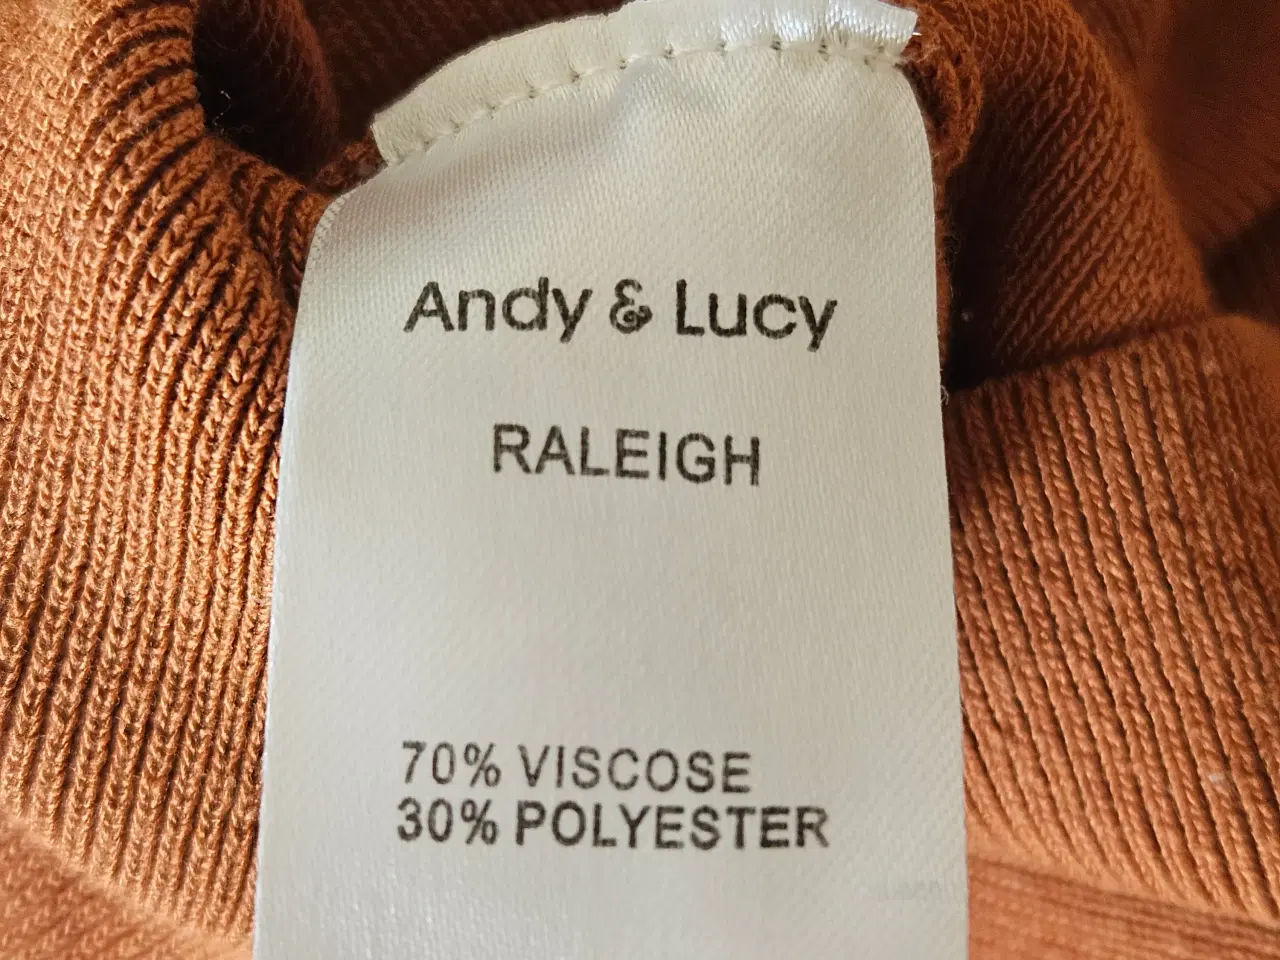 Andy & Lucy
RALEIGH
70% VISCOSE
30% POLYESTER